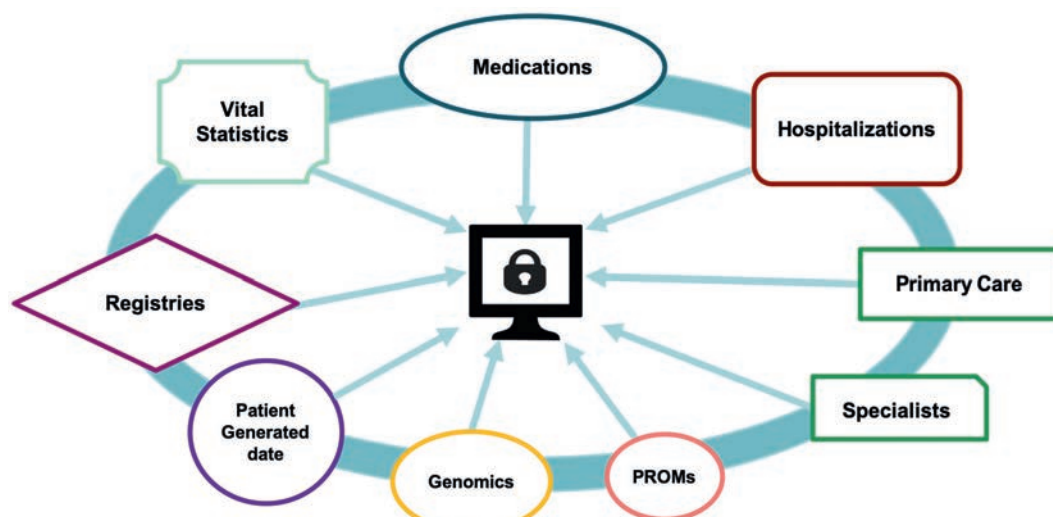 Medications
Vital
Statistics
Hospitalizations
Registries
Primary Care
Patient
Generated
date
Specialists
Genomics
PROMs